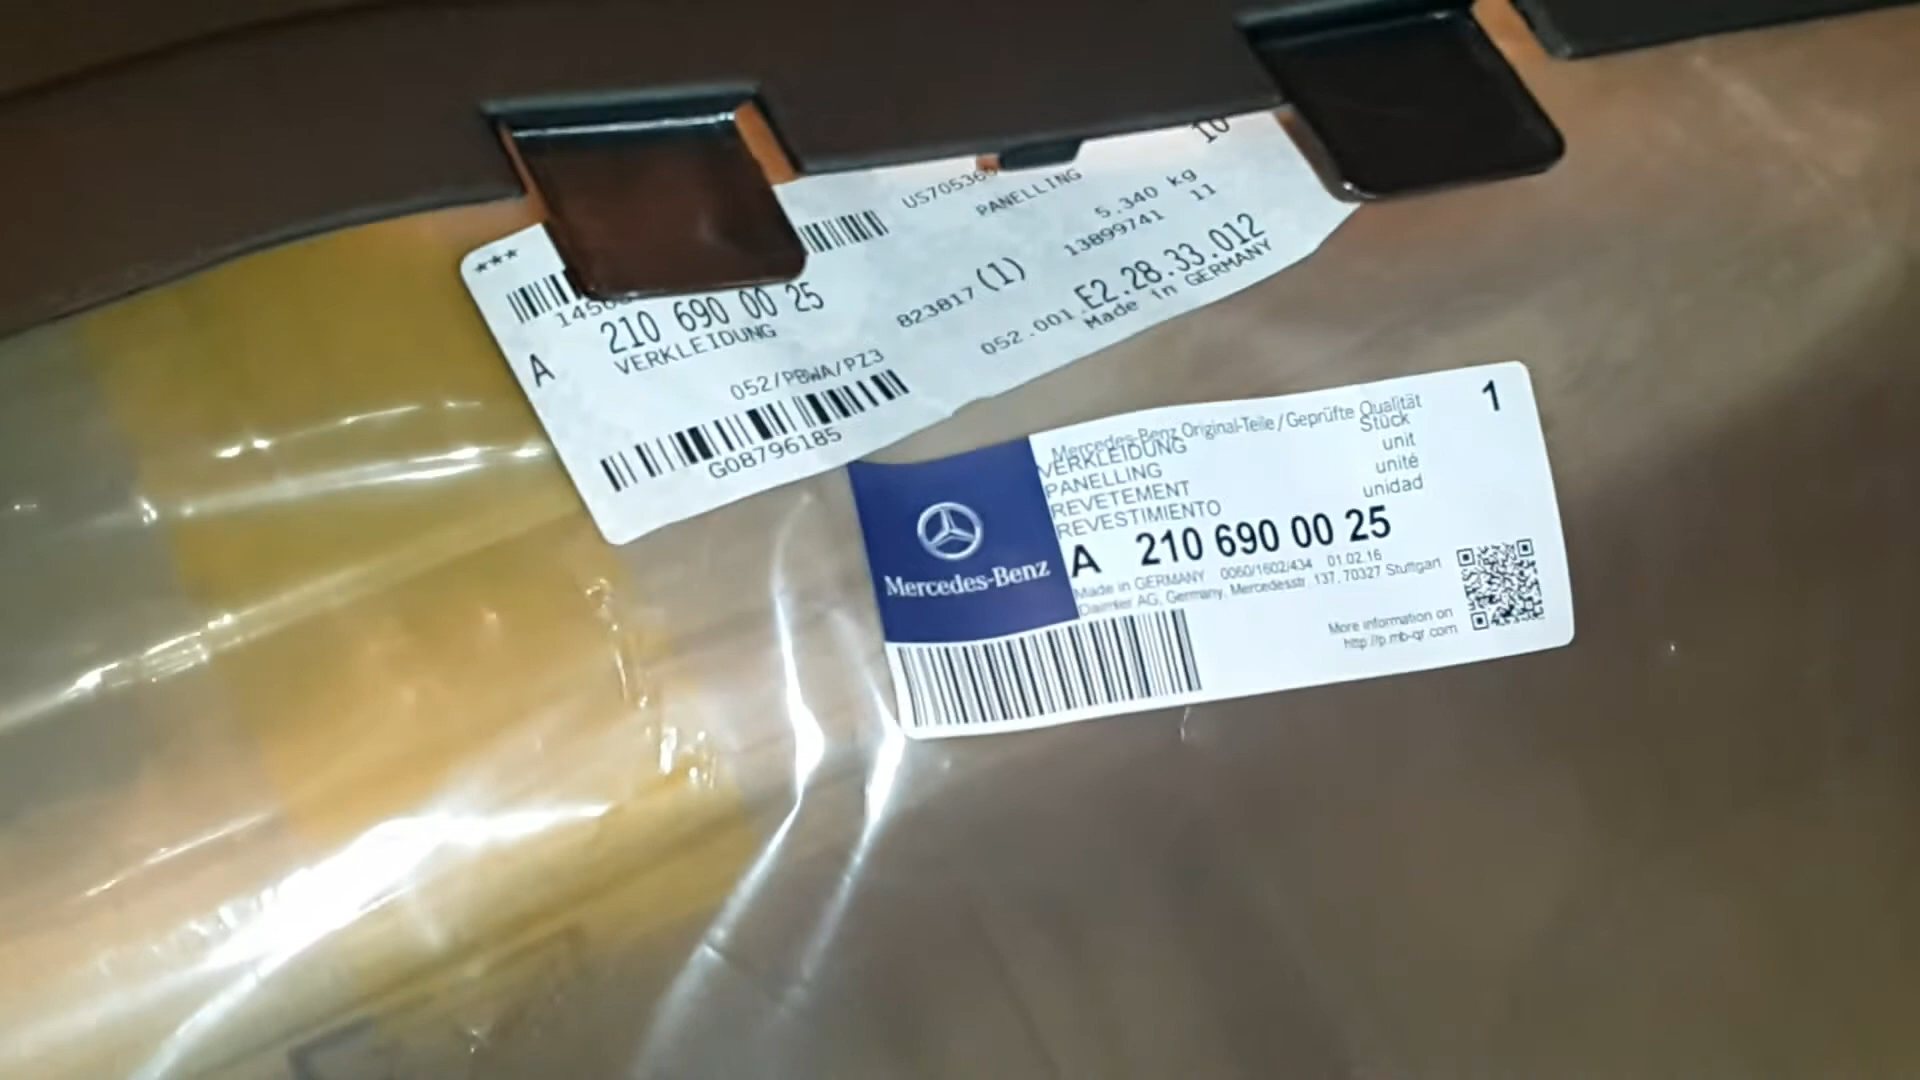 ***
US70536
PANELLING
10
5.340 kg
13899741 11
A 210 690 00 25
VERKLEIDUNG
823817 (1)
E2.28.33.012
052.001
Made in GERMANY
052/PBWA/PZ3
G08796185
Mercedes-Benz Original-Teile/Geprüfte Qualität
1
VERKLEIDUNG Stück
PANELLING unit
REVETEMENT unité
REVESTIMIENTO unidad
A 210 690 00 25
Made in GERMANY 0060/1602/434 01.02.16
Daimler AG, Germany, Mercedesstr. 137, 70327 Stuttgart
Mercedes-Benz
More information on
http://p.mb-qr.com